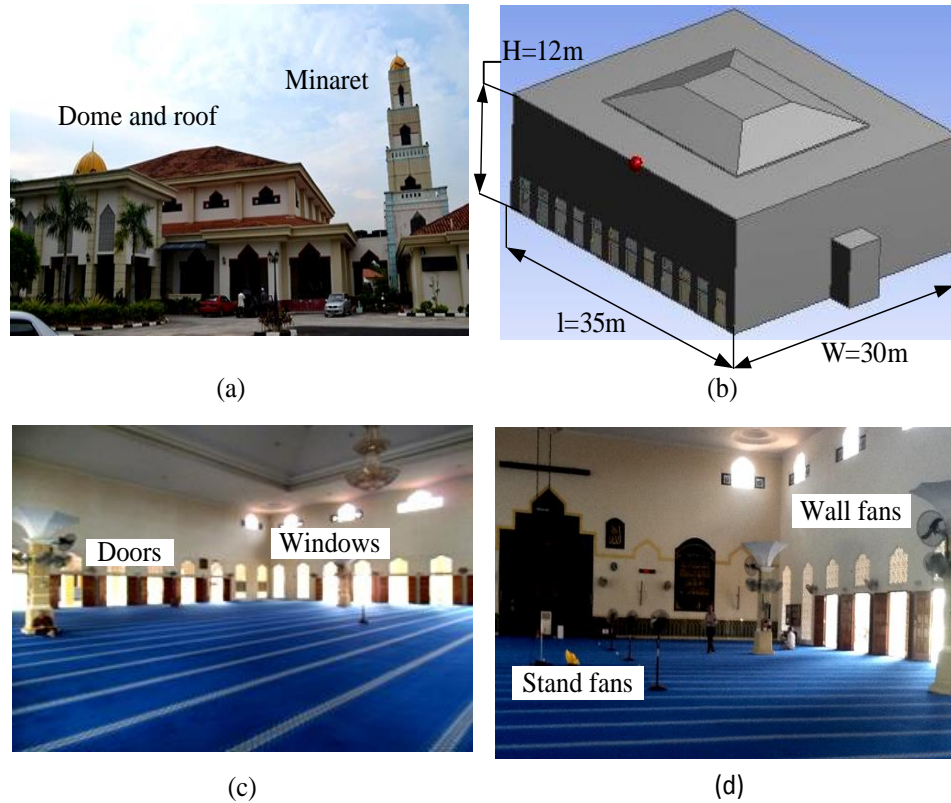 Dome and roof
Minaret
(a)
H=12m
l=35m
W=30m
(b)
Doors
Windows
(c)
Wall fans
Stand fans
(d)